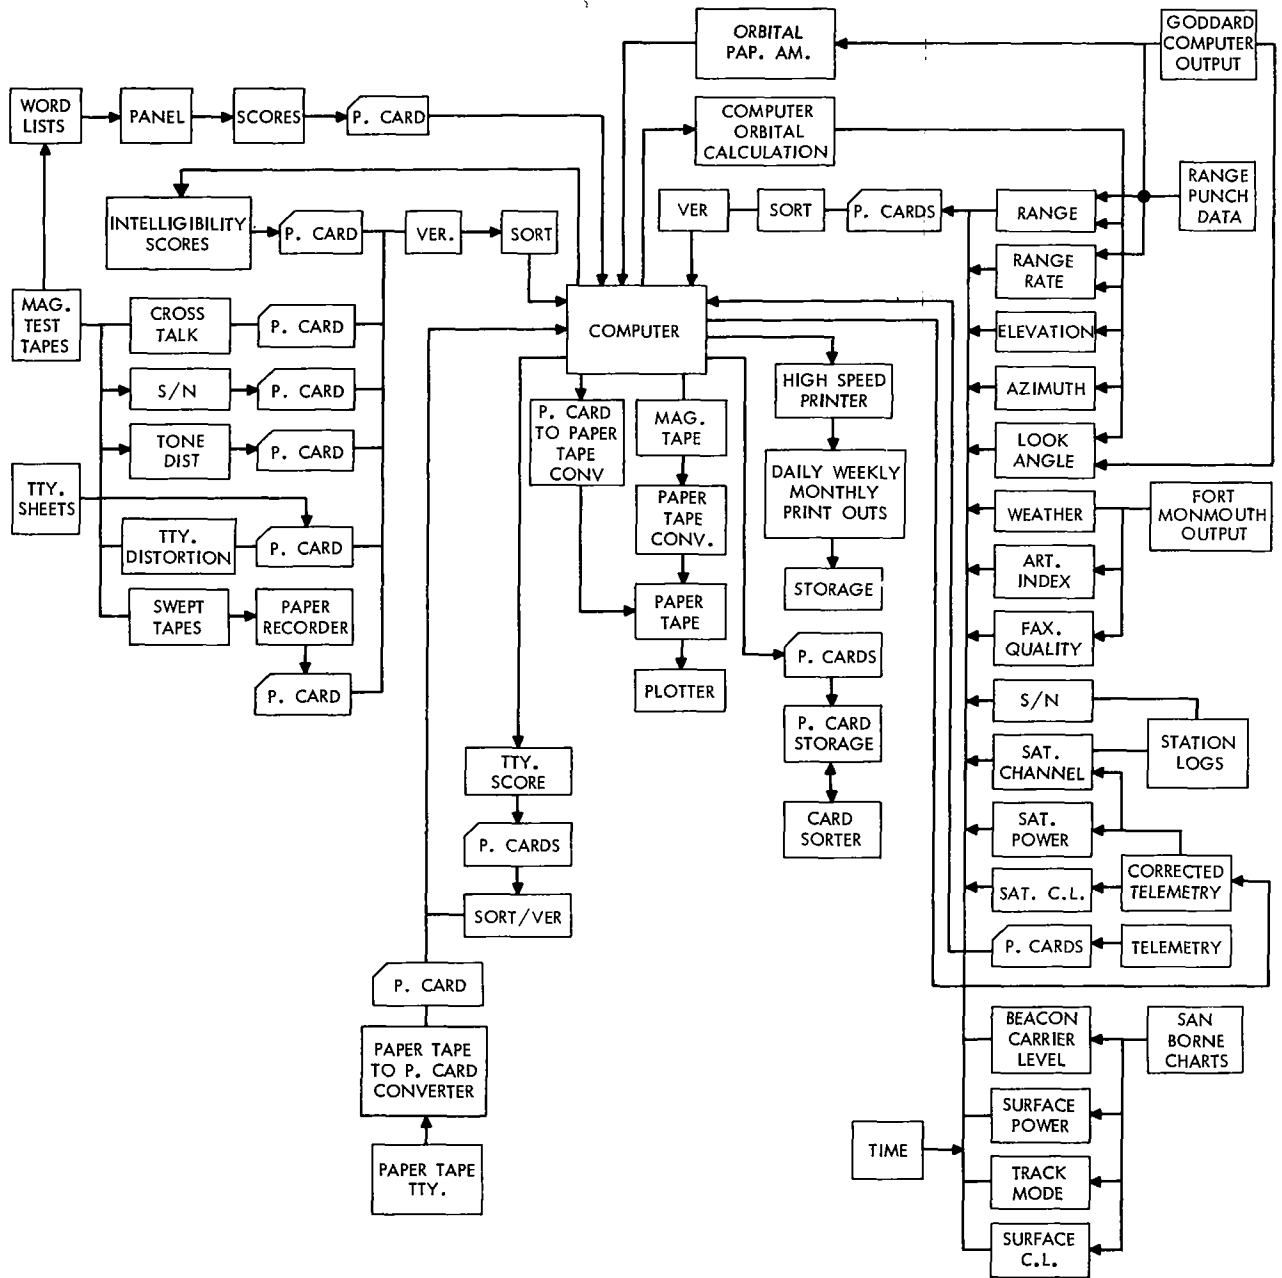 ORBITAL
PAP. AM.
GODDARD
COMPUTER
OUTPUT
WORD
LISTS
PANEL
SCORES
P. CARD
COMPUTER
ORBITAL
CALCULATION
INTELLIGIBILITY
SCORES
P. CARD
VER.
SORT
VER
SORT
P. CARDS
RANGE
RANGE
PUNCH
DATA
RANGE
RATE
MAG.
TEST
TAPES
CROSS
TALK
P. CARD
COMPUTER
ELEVATION
S/N
P. CARD
P. CARD
TO PAPER
TAPE
CONV
MAG.
TAPE
HIGH SPEED
PRINTER
AZIMUTH
TONE
DIST
P. CARD
LOOK
ANGLE
TTY.
SHEETS
PAPER
TAPE
CONV.
DAILY WEEKLY
MONTHLY
PRINT OUTS
WEATHER
FORT
MONMOUTH
OUTPUT
TTY.
DISTORTION
P. CARD
ART.
INDEX
STORAGE
SWEPT
TAPES
PAPER
RECORDER
PAPER
TAPE
FAX.
QUALITY
P. CARD
PLOTTER
P. CARDS
S/N
P. CARD
STORAGE
SAT.
CHANNEL
STATION
LOGS
TTY.
SCORE
CARD
SORTER
SAT.
POWER
P. CARDS
SAT. C.L.
CORRECTED
TELEMETRY
SORT/VER
P. CARDS
TELEMETRY
P. CARD
BEACON
CARRIER
LEVEL
SAN
BORNE
CHARTS
PAPER TAPE
TO P. CARD
CONVERTER
SURFACE
POWER
TIME
PAPER TAPE
TTY.
TRACK
MODE
SURFACE
C.L.